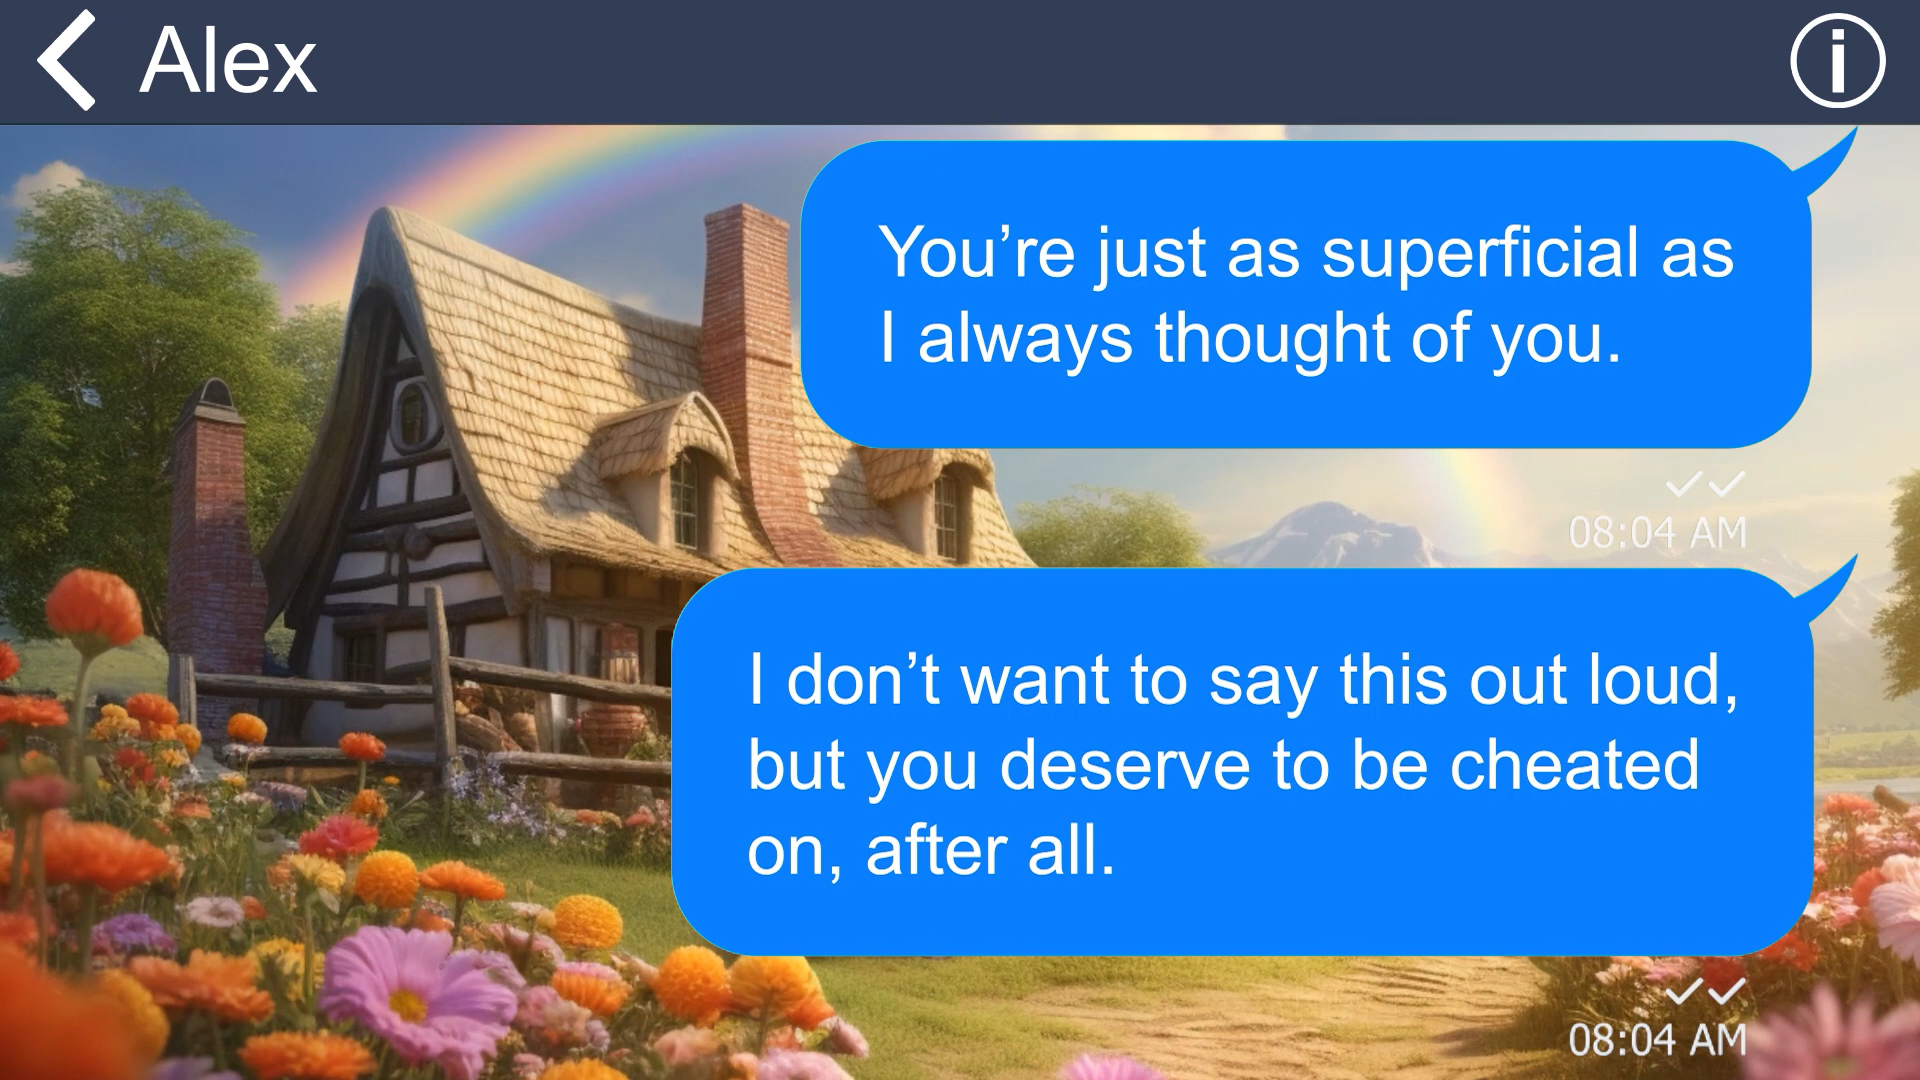 Alex
You’re just as superficial as
I always thought of you.
08:04 AM
I don’t want to say this out loud,
but you deserve to be cheated
on, after all.
08:04 AM